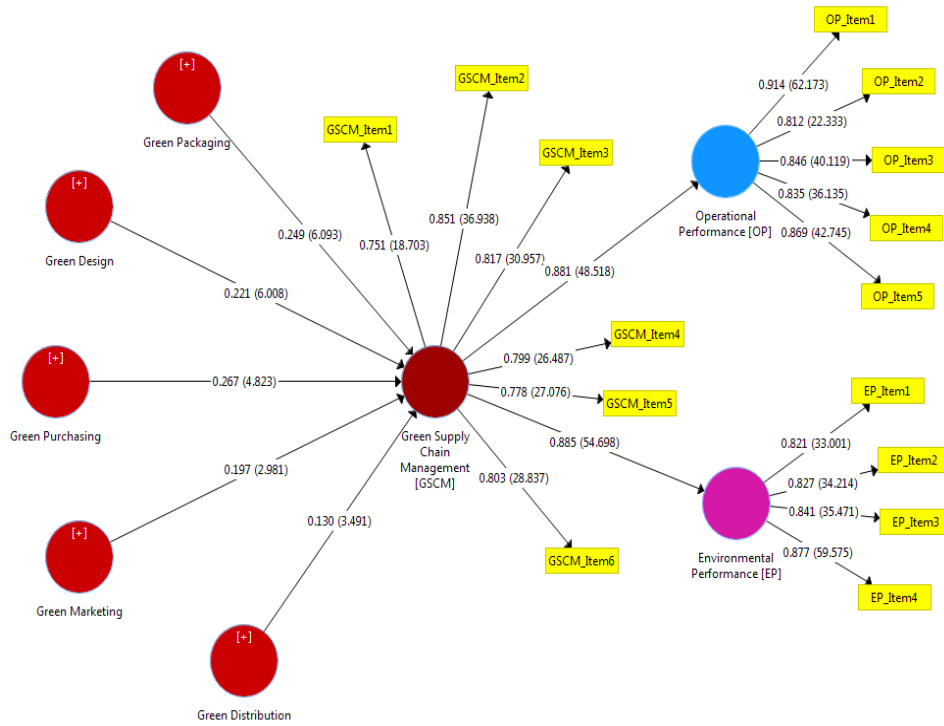 OP_Item1
[+]
GSCM_Item2
OP_Item2
0.914 (62.173)
GSCM_Item1
0.812 (22.333)
Green Packaging
GSCM_Item3
0.846 (40.119)
OP_Item3
[+]
0.835 (36.135)
0.851 (36.938)
Operational
Performance [OP]
OP_Item4
0.249 (6.093)
0.869 (42.745)
0.751 (18.703)
Green Design
0.817 (30.957)
0.881 (48.518)
0.221 (6.008)
OP_Item5
GSCM_Item4
[+]
0.799 (26.487)
0.267 (4.823)
0.778 (27.076)
EP_Item1
GSCM_Item5
Green Purchasing
Green Supply
Chain
Management
[GSCM]
0.885 (54.698)
0.821 (33.001)
EP_Item2
0.197 (2.981)
0.803 (28.837)
0.827 (34.214)
0.841 (35.471)
EP_Item3
0.130 (3.491)
[+]
GSCM_Item6
Environmental
Performance [EP]
0.877 (59.575)
EP_Item4
Green Marketing
[+]
Green Distribution